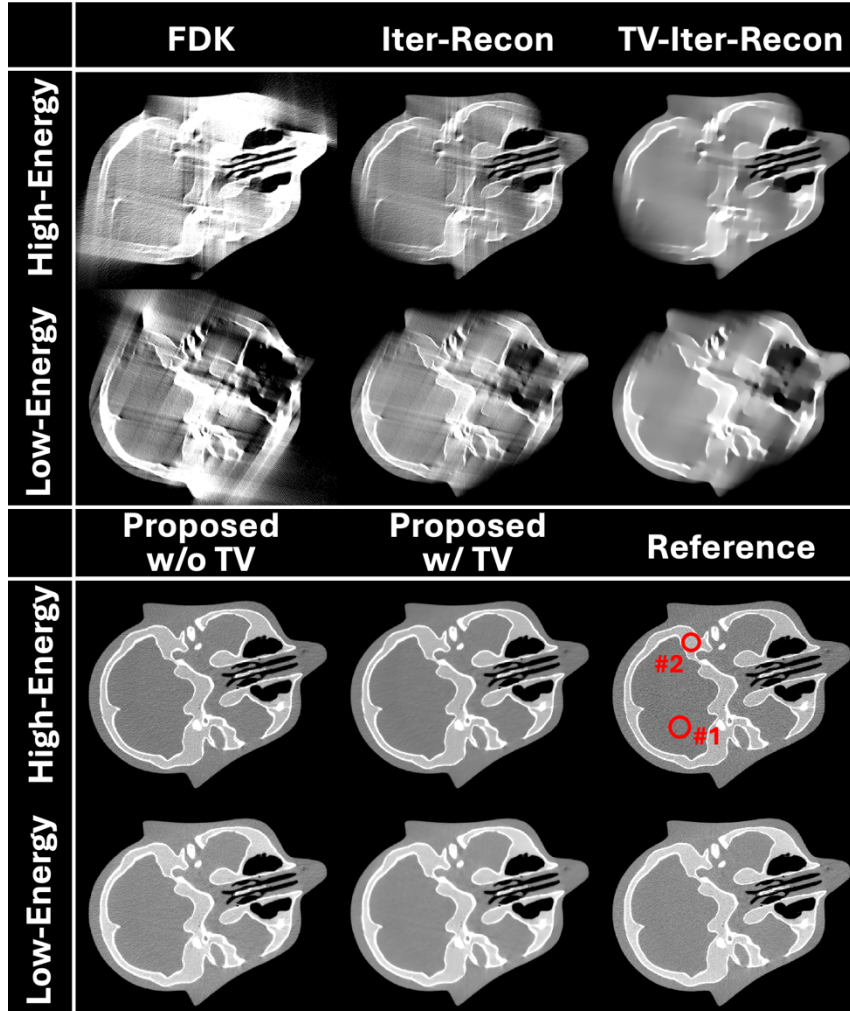 FDK
Iter-Recon
TV-Iter-Recon
High-Energy
Low-Energy
Proposed
w/o TV
Proposed
w/ TV
Reference
High-Energy
#2
#1
Low-Energy